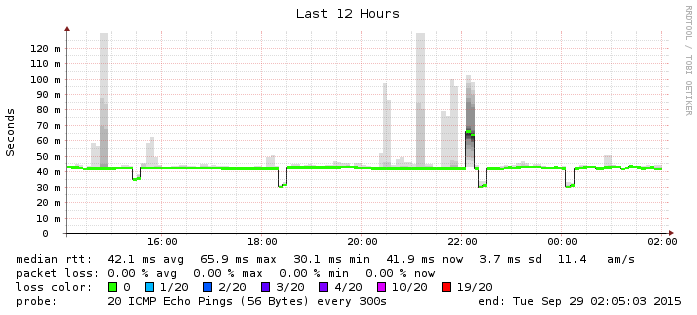 Last 12 Hours
RRDTOOL / TOBI OETIKER
Seconds
120 m
110 m
100 m
90 m
80 m
70 m
60 m
50 m
40 m
30 m
20 m
10 m
0
16:00 18:00 20:00 22:00 00:00 02:00
median rtt: 42.1 ms avg 65.9 ms max 30.1 ms min 41.9 ms now 3.7 ms sd 11.4 am/s
packet loss: 0.00 % avg 0.00 % max 0.00 % min 0.00 % now
loss color: 0 1/20 2/20 3/20 4/20 10/20 19/20
probe: 20 ICMP Echo Pings (56 Bytes) every 300s end: Tue Sep 29 02:05:03 2015